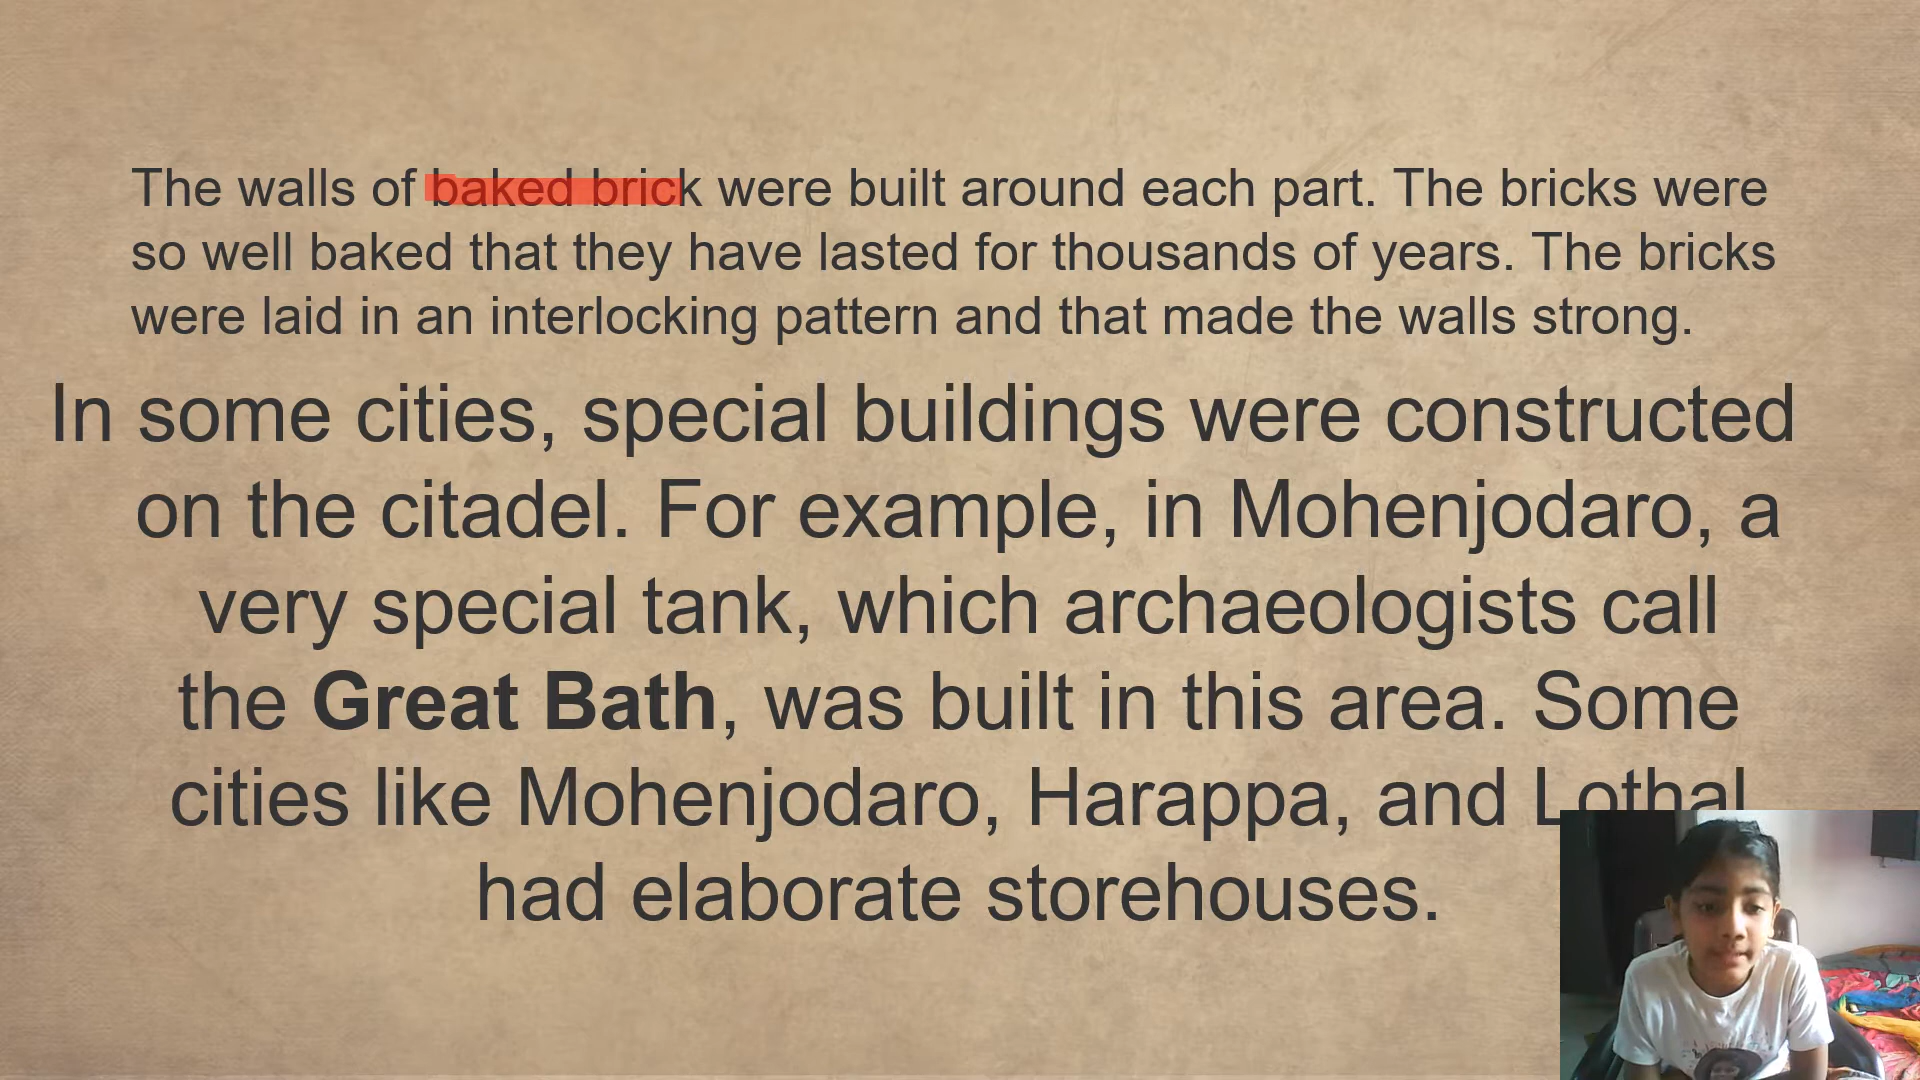 The walls of baked brick were built around each part. The bricks were
so well baked that they have lasted for thousands of years. The bricks
were laid in an interlocking pattern and that made the walls strong.
In some cities, special buildings were constructed
on the citadel. For example, in Mohenjodaro, a
very special tank, which archaeologists call
the Great Bath, was built in this area. Some
cities like Mohenjodaro, Harappa, and Lothal
had elaborate storehouses.